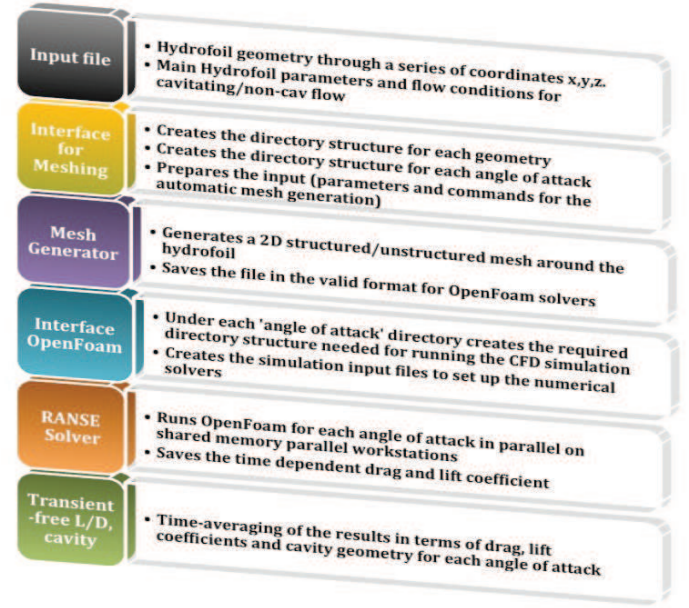 Input file
• Hydrofoil geometry through a series of coordinates x,y,z.
• Main Hydrofoil parameters and flow conditions for
cavitating/non-cav flow
Interface
for
Meshing
• Creates the directory structure for each geometry
• Creates the directory structure for each angle of attack
• Prepares the input (parameters and commands for the
automatic mesh generation)
Mesh
Generator
• Generates a 2D structured/unstructured mesh around the
hydrofoil
• Saves the file in the valid format for OpenFoam solvers
Interface
OpenFoam
• Under each 'angle of attack' directory creates the required
directory structure needed for running the CFD simulation
• Creates the simulation input files to set up the numerical
solvers
RANSE
Solver
• Runs OpenFoam for each angle of attack in parallel on
shared memory parallel workstations
• Saves the time dependent drag and lift coefficient
Transient
-free L/D,
cavity
• Time-averaging of the results in terms of drag, lift
coefficients and cavity geometry for each angle of attack